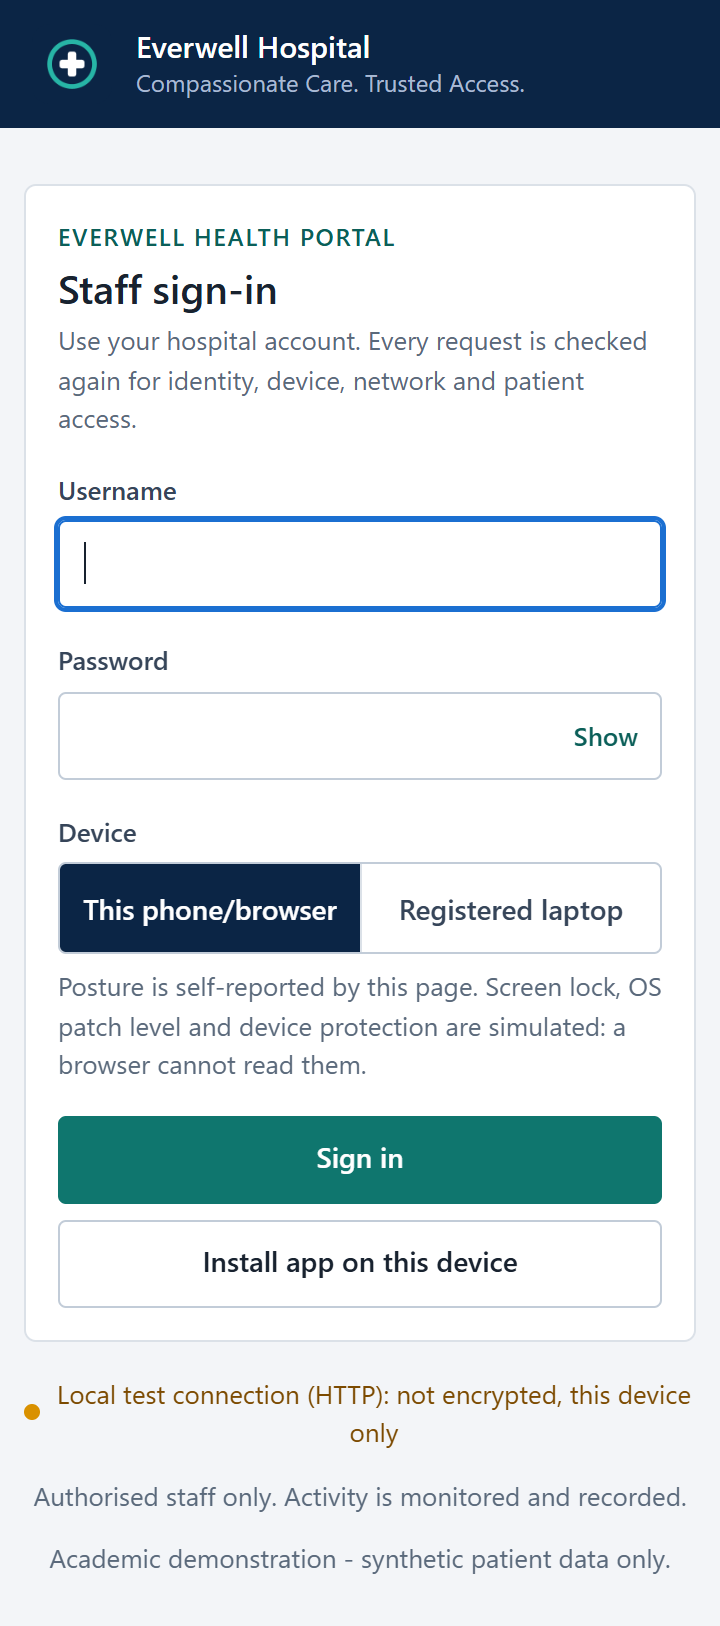 Everwell Hospital
Compassionate Care. Trusted Access.
EVERWELL HEALTH PORTAL
Staff sign-in
Use your hospital account. Every request is checked
again for identity, device, network and patient
access.
Username
Password
Show
Device
This phone/browser
Registered laptop
Posture is self-reported by this page. Screen lock, OS
patch level and device protection are simulated: a
browser cannot read them.
Sign in
Install app on this device
Local test connection (HTTP): not encrypted, this device
only
Authorised staff only. Activity is monitored and recorded.
Academic demonstration - synthetic patient data only.